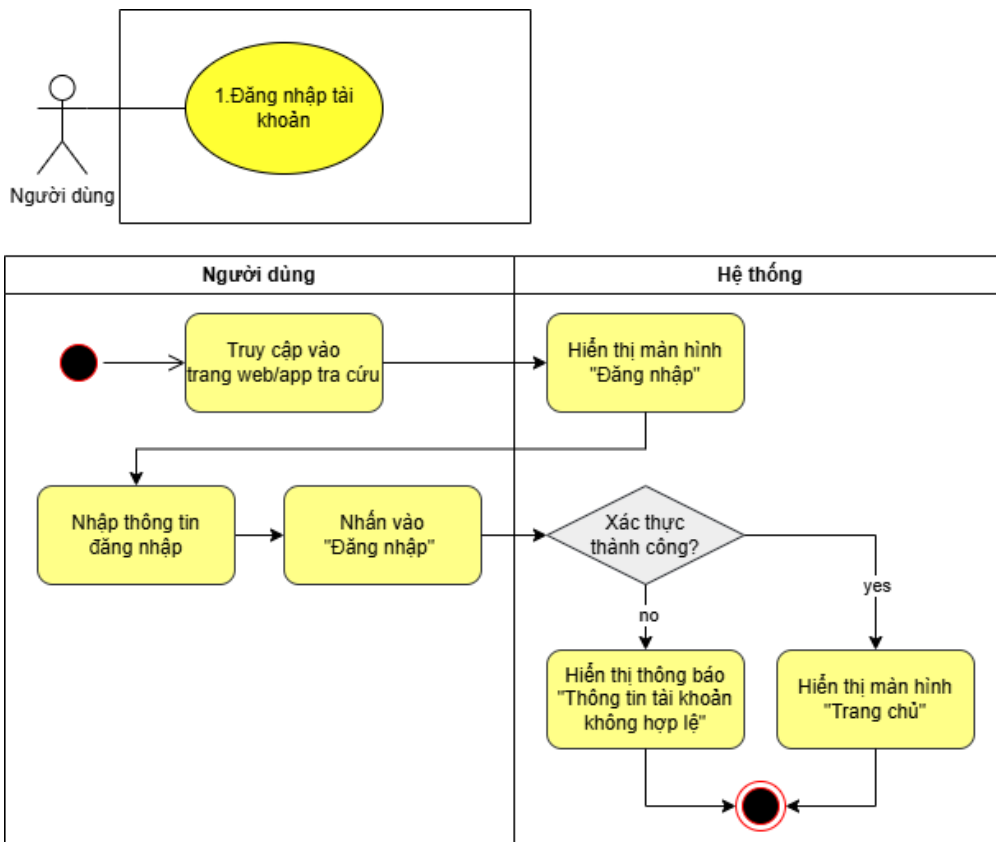 1.Đăng nhập tài
khoản
Người dùng
Người dùng
Hệ thống
Truy cập vào
trang web/app tra cứu
Hiển thị màn hình
"Đăng nhập"
Nhập thông tin
đăng nhập
Nhấn vào
"Đăng nhập"
Xác thực
thành công?
no
yes
Hiển thị thông báo
"Thông tin tài khoản
không hợp lệ"
Hiển thị màn hình
"Trang chủ"